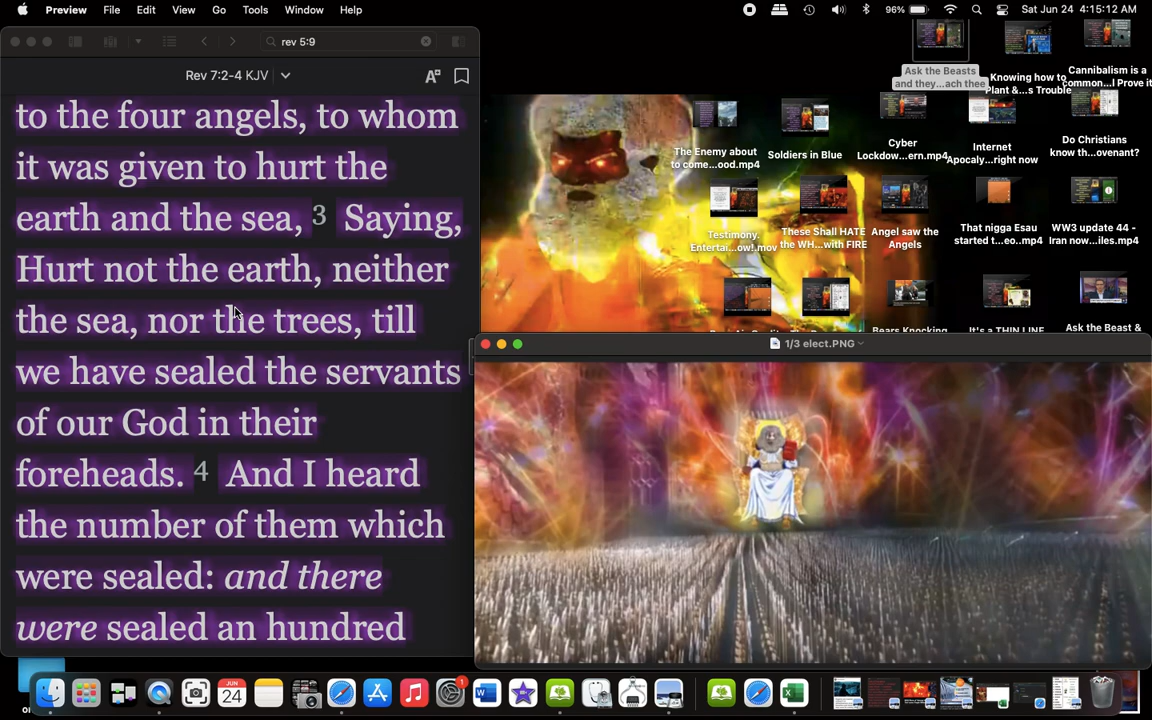 Preview File Edit View Go Tools Window Help 96% Sat Jun 24 4:15:12 AM
rev 5:9
Rev 7:2-4 KJV
to the four angels, to whom
it was given to hurt the
earth and the sea, 3 Saying,
Hurt not the earth, neither
the sea, nor the trees, till
we have sealed the servants
of our God in their
foreheads. 4 And I heard
the number of them which
were sealed: and there
were sealed an hundred
Ask the Beasts
and they...ach thee
Knowing how to
Plant &...s Trouble
Cannibalism is a
common...I Prove it
The Enemy about
to come...ood.mp4
Soldiers in Blue
Cyber
Lockdow...ern.mp4
Internet
Apocaly...right now
Do Christians
know th...ovenant?
Testimony.
Entertai...ow!.mov
These Shall HATE
the WH...with FIRE
Angel saw the
Angels
That nigga Esau
started t...eo..mp4
WW3 update 44 -
Iran now...iles.mp4
Bears Knocking
It's a THIN LINE
Ask the Beast &
1/3 elect.PNG
JUN
24
1